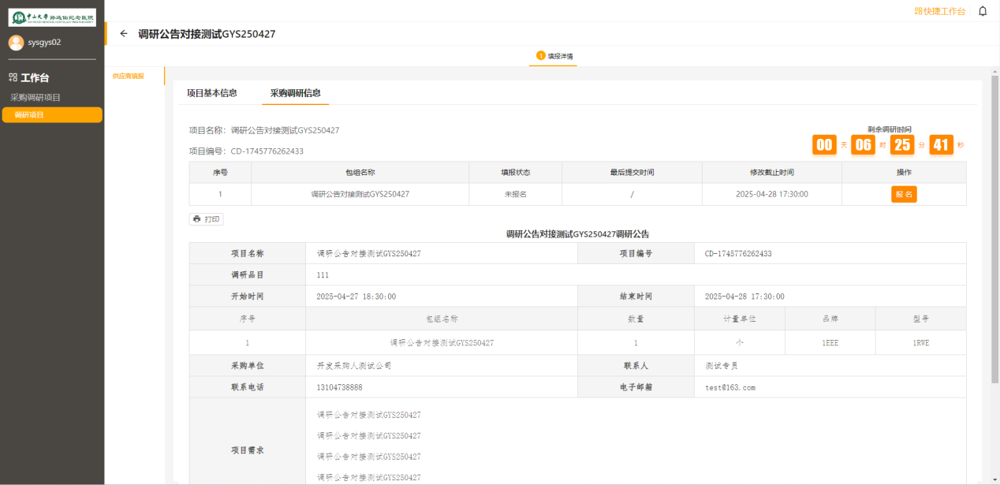 中山大学孙逸仙纪念医院
sysgys02
工作台
采购调研项目
调研项目
快捷工作台
调研公告对接测试GYS250427
1 填报详情
供应商填报
项目基本信息 采购调研信息
项目名称: 调研公告对接测试GYS250427
剩余调研时间
项目编号: CD-1745776262433
00 天 06 时 25 分 41 秒
序号 包组名称 填报状态 最后提交时间 修改截止时间 操作
1 调研公告对接测试GYS250427 未报名 / 2025-04-28 17:30:00 报名
打印
调研公告对接测试GYS250427调研公告
项目名称 调研公告对接测试GYS250427 项目编号 CD-1745776262433
调研品目 111
开始时间 2025-04-27 18:30:00 结束时间 2025-04-28 17:30:00
序号 包组名称 数量 计量单位 品牌 型号
1 调研公告对接测试GYS250427 1 个 1EEE 1RWE
采购单位 开发采购人测试公司 联系人 测试专员
联系电话 13104738888 电子邮箱 test@163.com
调研公告对接测试GYS250427
调研公告对接测试GYS250427
项目需求
调研公告对接测试GYS250427
调研公告对接测试GYS250427